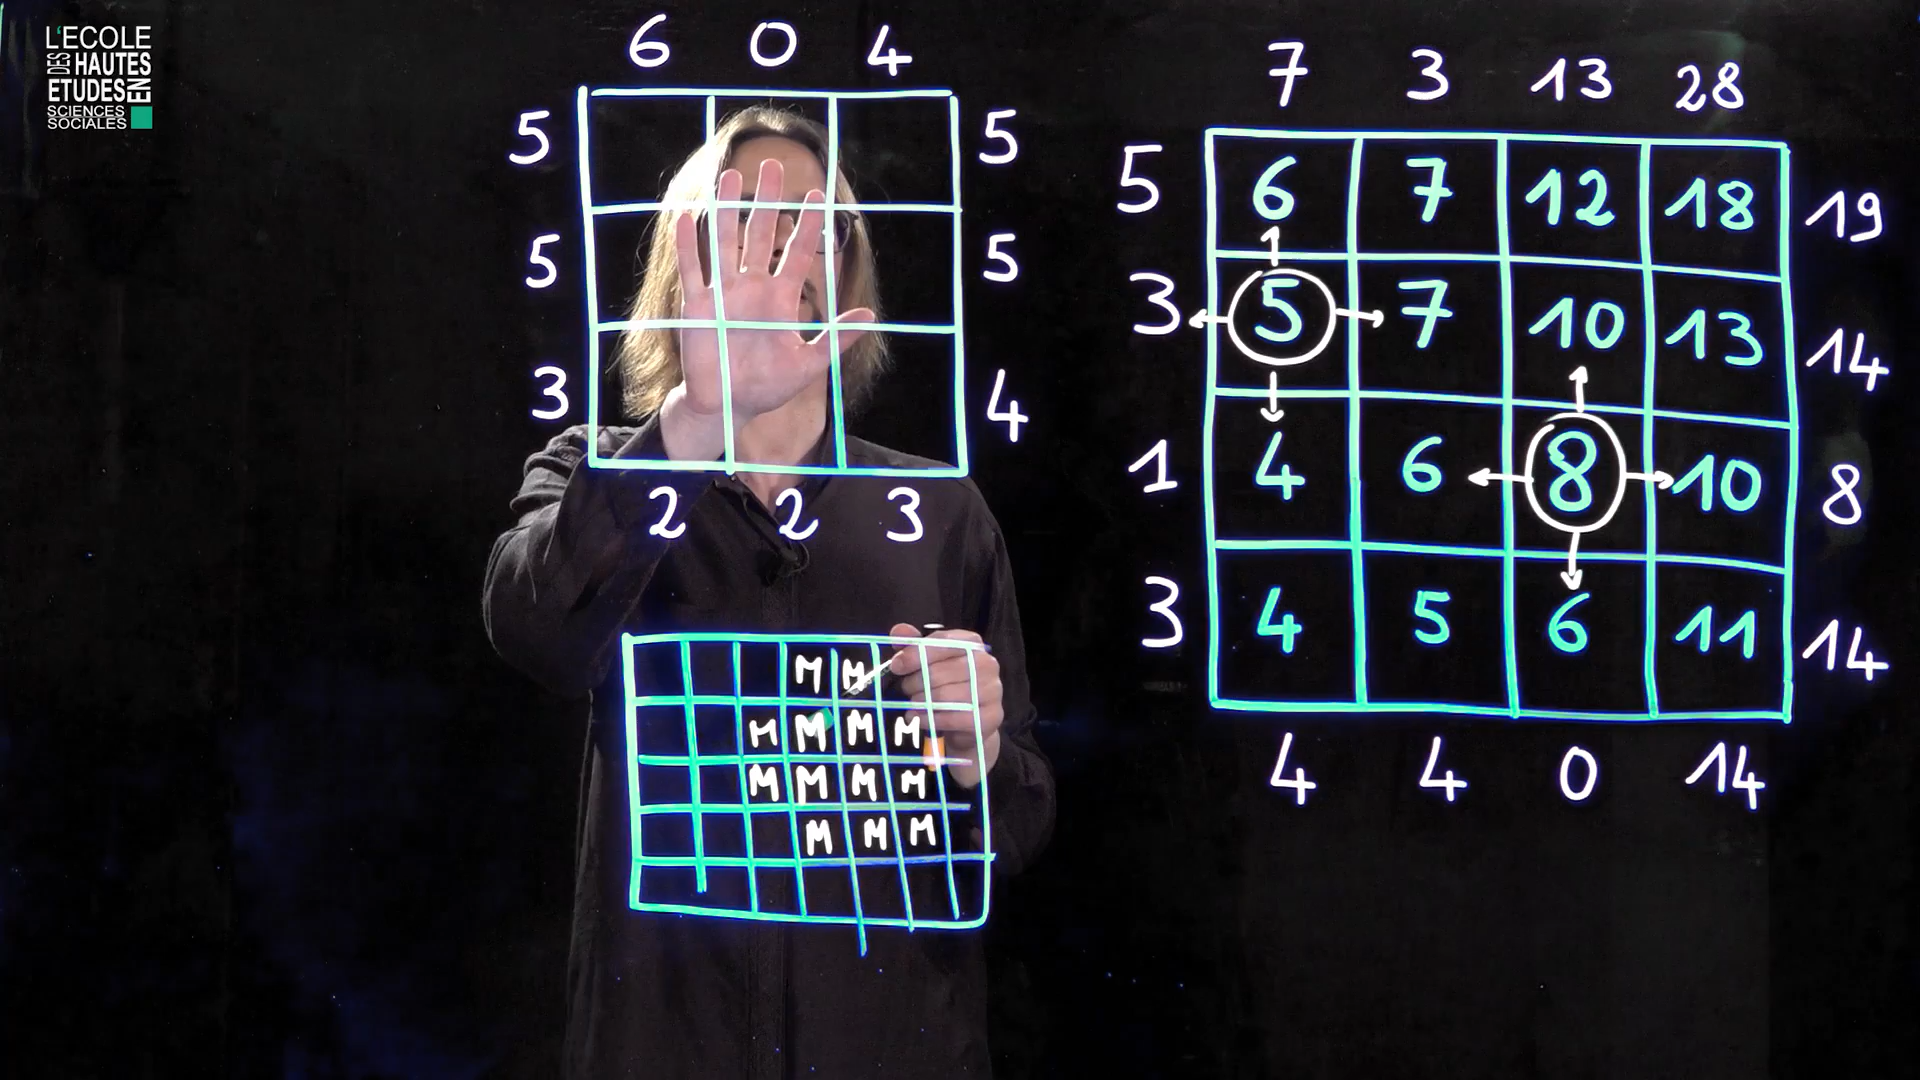 L'ECOLE
DES HAUTES
ETUDES EN
SCIENCES
SOCIALES
6 0 4
5 5
5 5
3 4
2 2 3
M M
M M M M
M M M M
M M M
7 3 13 28
5 6 7 12 18 19
3 5 7 10 13 14
1 4 6 8 10 8
3 4 5 6 11 14
4 4 0 14